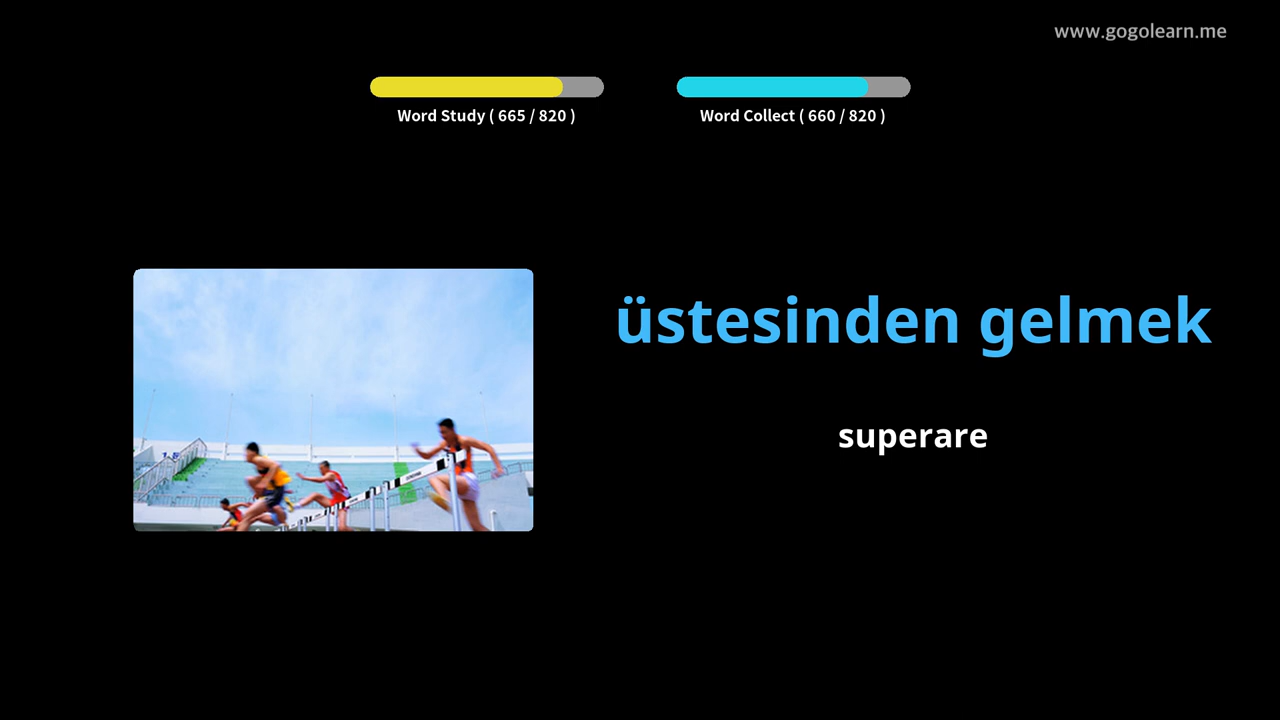 www.gogolearn.me
Word Study ( 665 / 820 )
Word Collect ( 660 / 820 )
üstesinden gelmek
superare